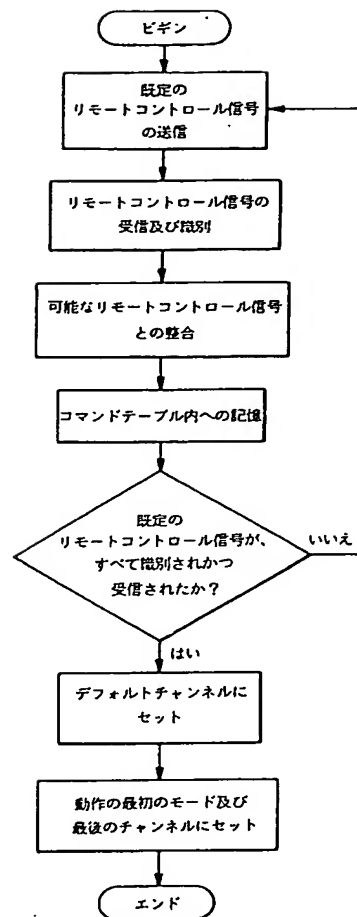 ビギン
既定の
リモートコントロール信号
の送信
リモートコントロール信号の
受信及び識別
可能なリモートコントロール信号
との整合
コマンドテーブル内への記憶
既定の
リモートコントロール信号が、
すべて識別されかつ
受信されたか？
いいえ
はい
デフォルトチャンネルに
セット
動作の最初のモード及び
最後のチャンネルにセット
エンド